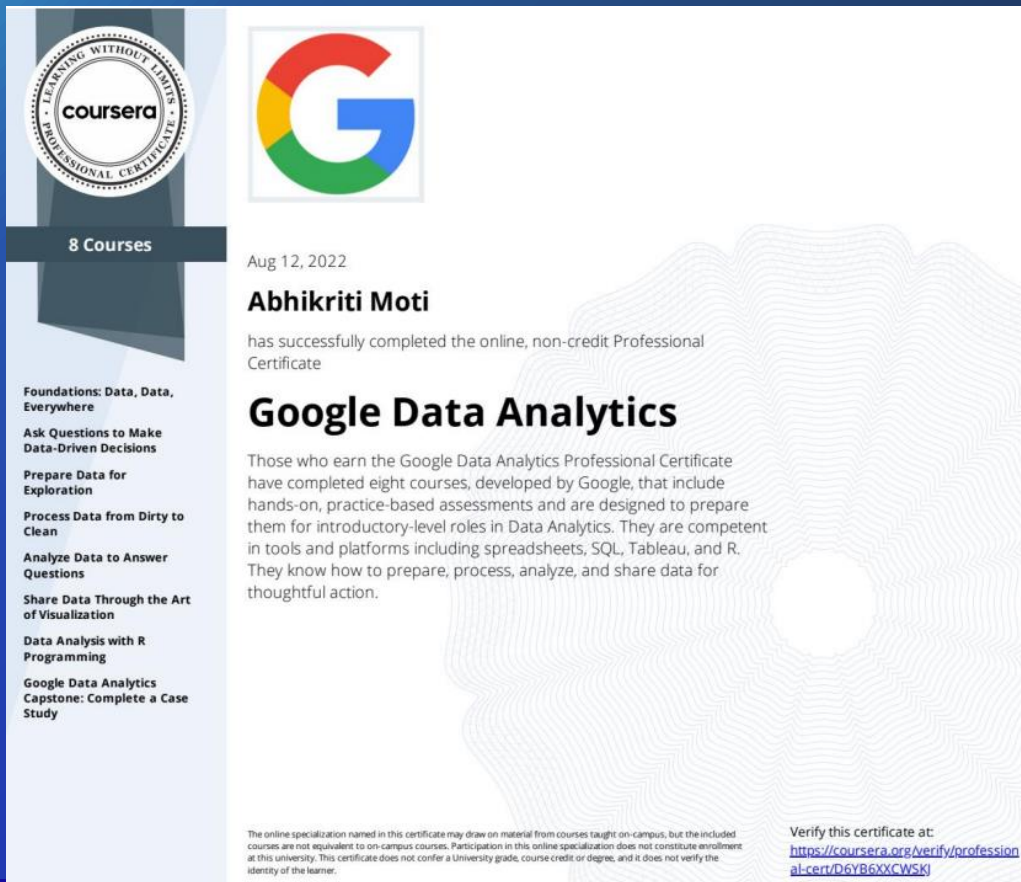 LEARNING WITHOUT LIMITS
coursera
PROFESSIONAL CERTIFICATE
8 Courses
Foundations: Data, Data,
Everywhere
Ask Questions to Make
Data-Driven Decisions
Prepare Data for
Exploration
Process Data from Dirty to
Clean
Analyze Data to Answer
Questions
Share Data Through the Art
of Visualization
Data Analysis with R
Programming
Google Data Analytics
Capstone: Complete a Case
Study
G
Aug 12, 2022
Abhikriti Moti
has successfully completed the online, non-credit Professional
Certificate
Google Data Analytics
Those who earn the Google Data Analytics Professional Certificate
have completed eight courses, developed by Google, that include
hands-on, practice-based assessments and are designed to prepare
them for introductory-level roles in Data Analytics. They are competent
in tools and platforms including spreadsheets, SQL, Tableau, and R.
They know how to prepare, process, analyze, and share data for
thoughtful action.
The online specialization named in this certificate may draw on material from courses taught on-campus, but the included
courses are not equivalent to on-campus courses. Participation in this online specialization does not constitute enrollment
at this university. This certificate does not confer a University grade, course credit or degree, and it does not verify the
identity of the learner.
Verify this certificate at:
https://coursera.org/verify/profession
al-cert/D6YB6XXCWSKJ